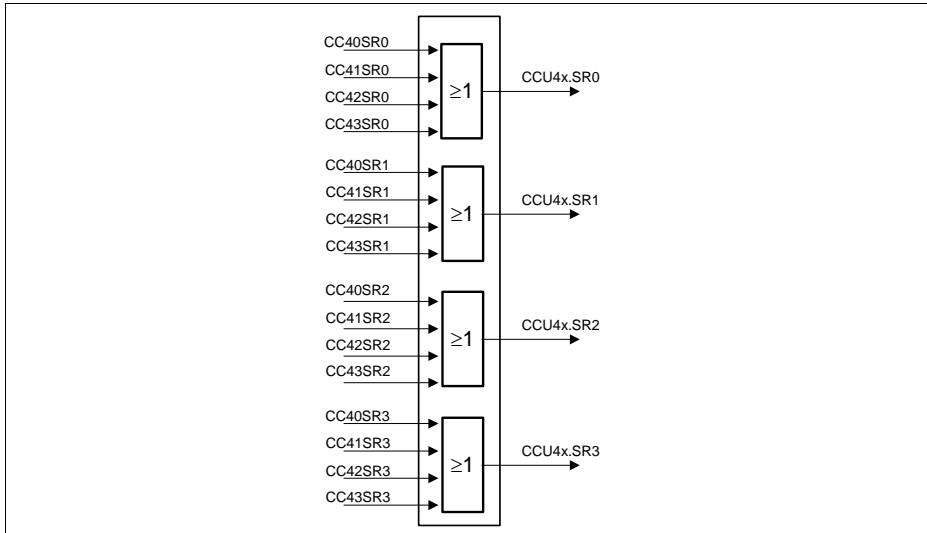 CC40SR0
CC41SR0
CC42SR0
CC43SR0
≥1
CCU4x.SR0
CC40SR1
CC41SR1
CC42SR1
CC43SR1
≥1
CCU4x.SR1
CC40SR2
CC41SR2
CC42SR2
CC43SR2
≥1
CCU4x.SR2
CC40SR3
CC41SR3
CC42SR3
CC43SR3
≥1
CCU4x.SR3